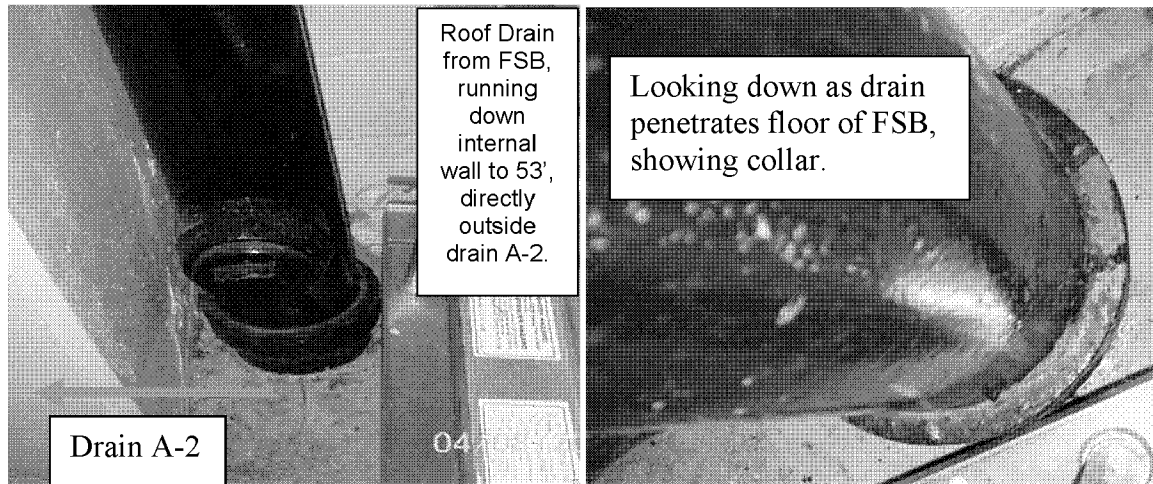 Roof Drain
from FSB,
running
down
internal
wall to 53’,
directly
outside
drain A-2.
Drain A-2
04
Looking down as drain
penetrates floor of FSB,
showing collar.